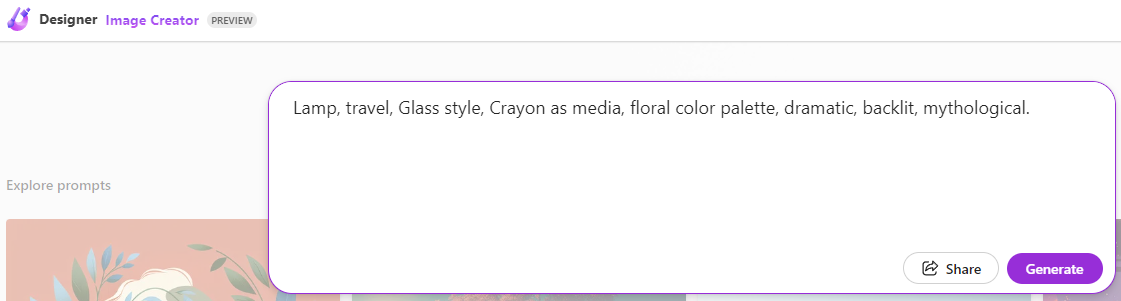 Designer Image Creator PREVIEW
Lamp, travel, Glass style, Crayon as media, floral color palette, dramatic, backlit, mythological.
Explore prompts
Share Generate